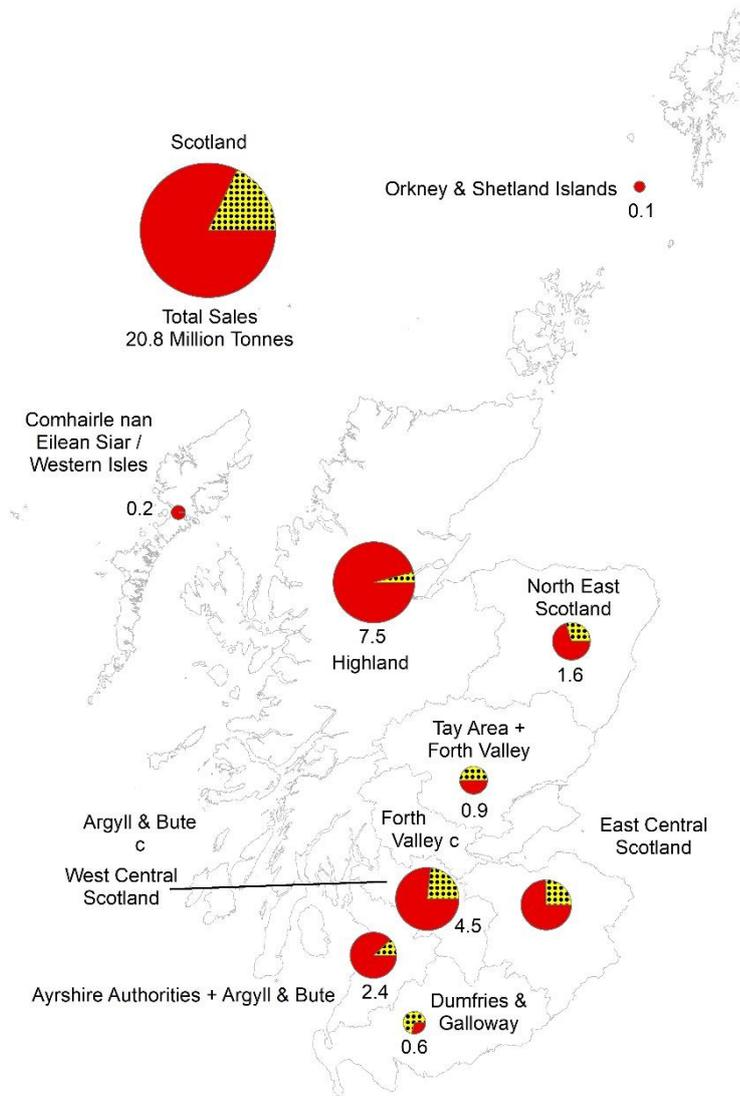 Scotland
Total Sales
20.8 Million Tonnes
Orkney & Shetland Islands
0.1
Comhairle nan
Eilean Siar /
Western Isles
0.2
7.5
Highland
North East
Scotland
1.6
Tay Area +
Forth Valley
0.9
Argyll & Bute
c
Forth
Valley c
East Central
Scotland
West Central
Scotland
4.5
Ayrshire Authorities + Argyll & Bute
2.4
Dumfries &
Galloway
0.6